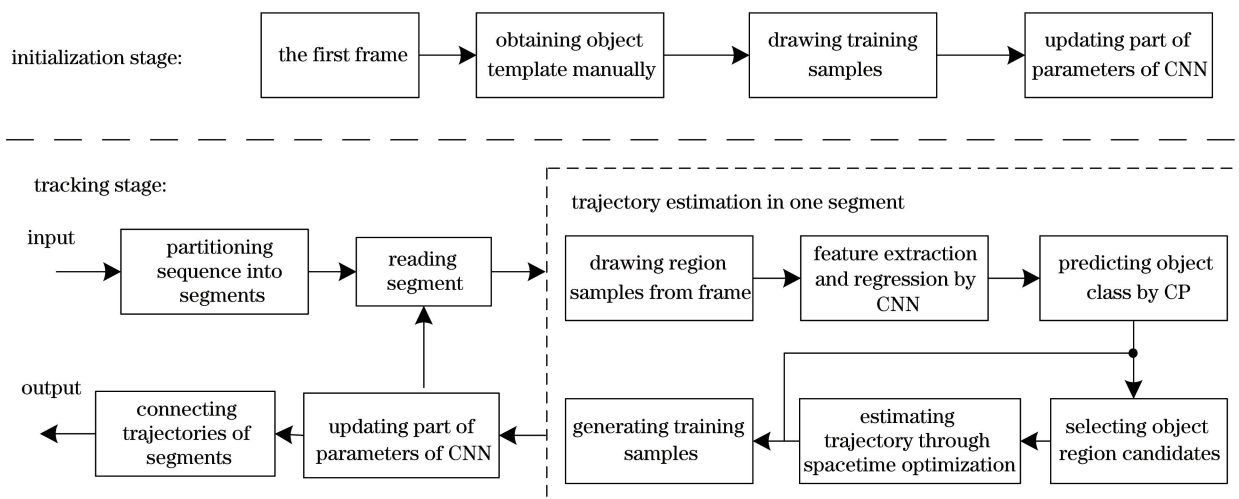 initialization stage:
the first frame
obtaining object
template manually
drawing training
samples
updating part of
parameters of CNN
tracking stage:
input
partitioning
sequence into
segments
reading
segment
trajectory estimation in one segment
drawing region
samples from frame
feature extraction
and regression by
CNN
predicting object
class by CP
output
connecting
trajectories of
segments
updating part of
parameters of CNN
generating training
samples
estimating
trajectory through
spacetime optimization
selecting object
region candidates